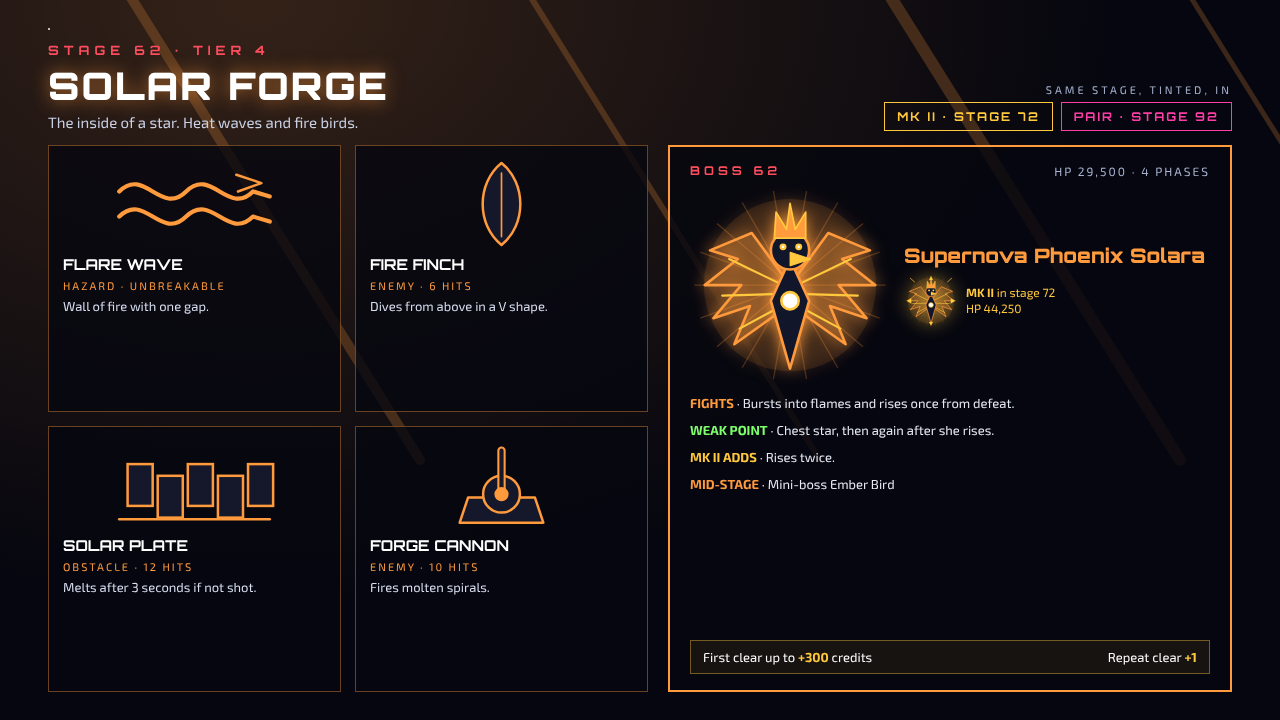 STAGE 62 · TIER 4
SOLAR FORGE
The inside of a star. Heat waves and fire birds.
SAME STAGE, TINTED, IN
MK II · STAGE 72
PAIR · STAGE 92
FLARE WAVE
HAZARD · UNBREAKABLE
Wall of fire with one gap.
FIRE FINCH
ENEMY · 6 HITS
Dives from above in a V shape.
SOLAR PLATE
OBSTACLE · 12 HITS
Melts after 3 seconds if not shot.
FORGE CANNON
ENEMY · 10 HITS
Fires molten spirals.
BOSS 62
HP 29,500 · 4 PHASES
Supernova Phoenix Solara
MK II in stage 72
HP 44,250
FIGHTS · Bursts into flames and rises once from defeat.
WEAK POINT · Chest star, then again after she rises.
MK II ADDS · Rises twice.
MID-STAGE · Mini-boss Ember Bird
First clear up to +300 credits
Repeat clear +1